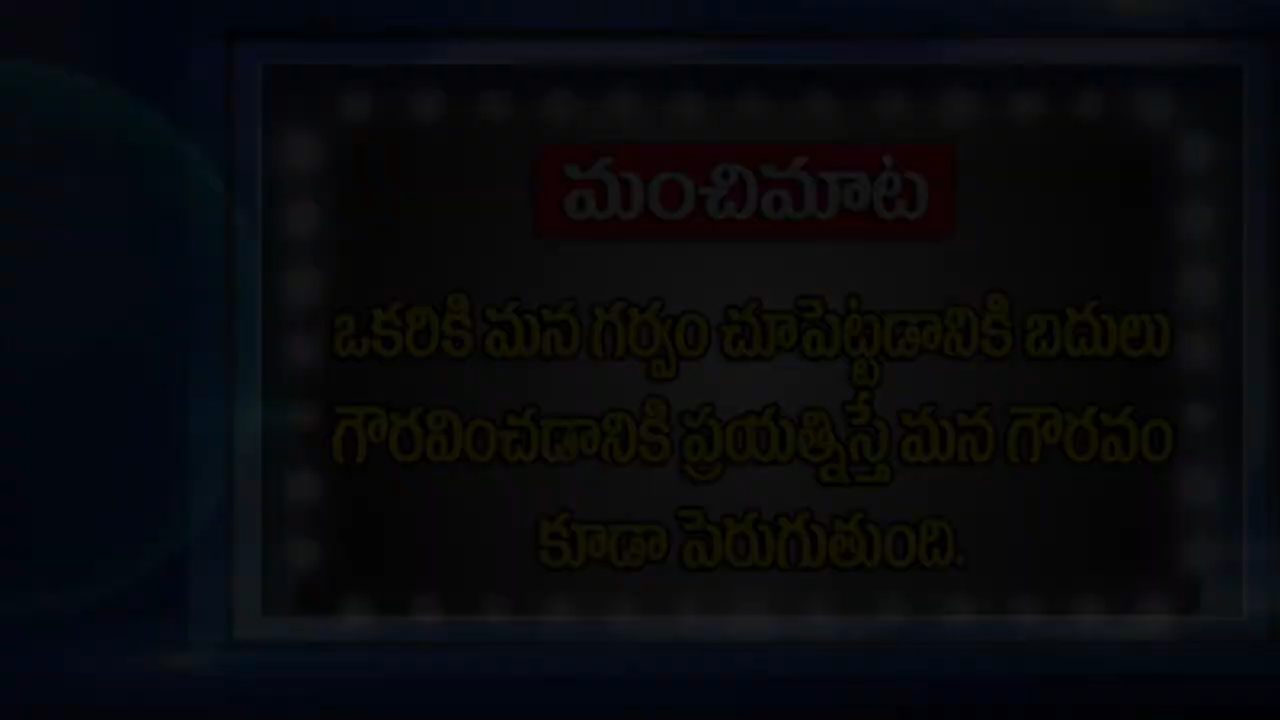 మంచిమాట
ఒకరికి మన గర్వం చూపెట్టడానికి బదులు
గౌరవించడానికి ప్రయత్నిస్తే మన గౌరవం
కూడా పెరుగుతుంది.